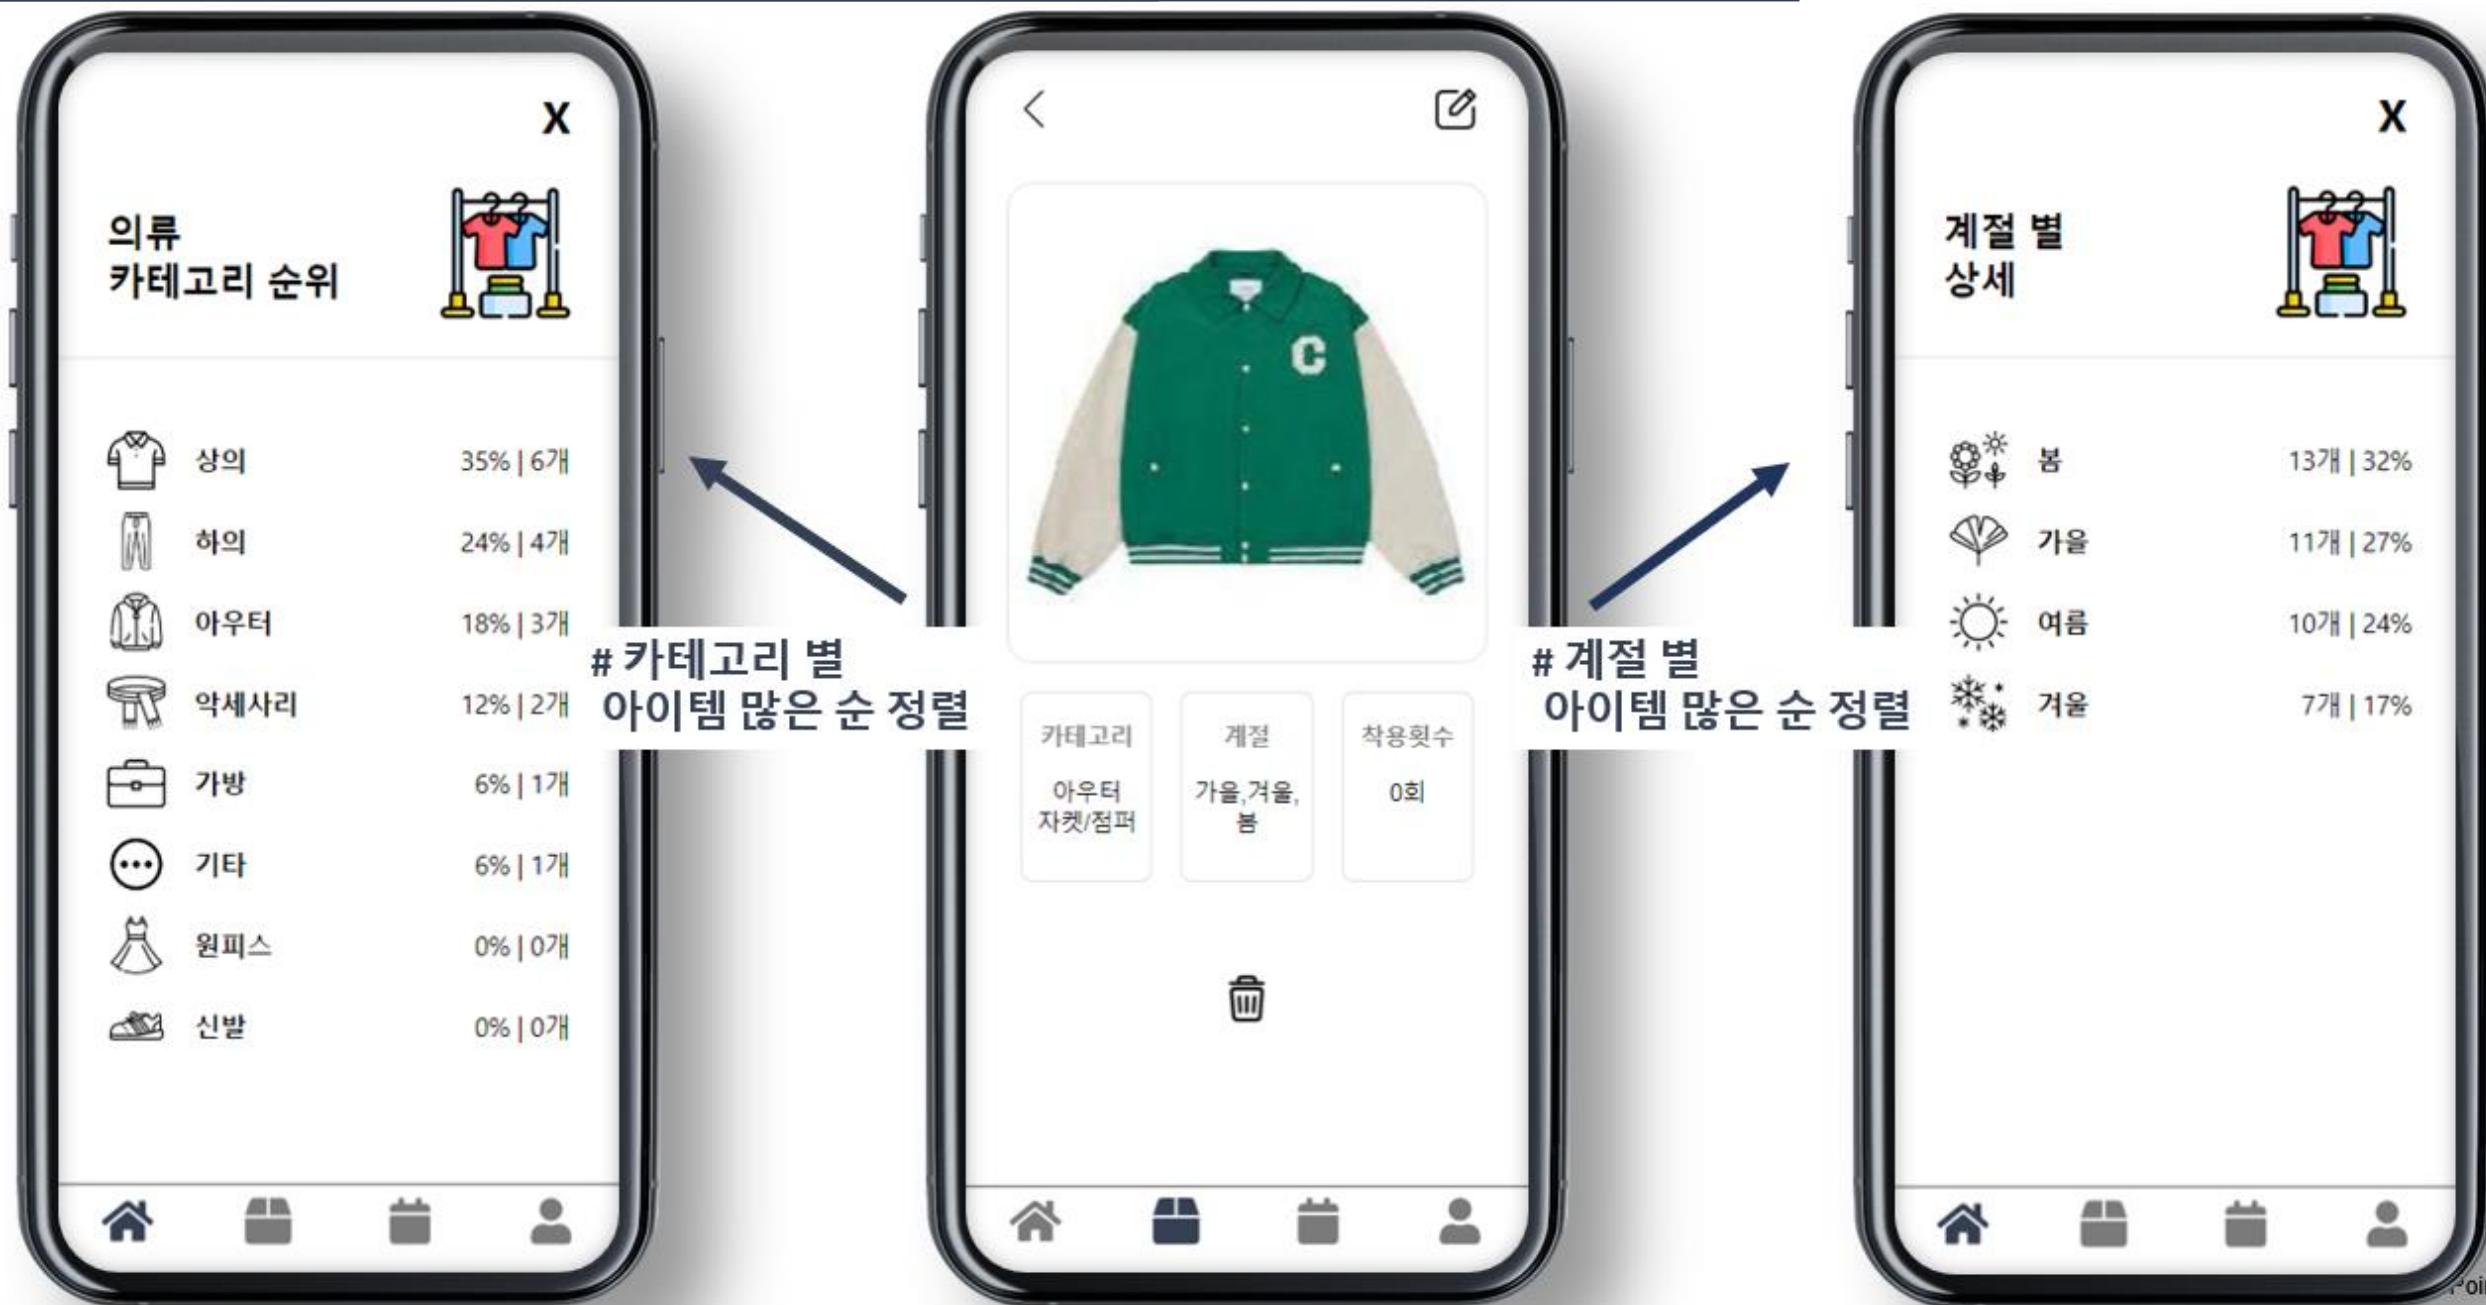 X
의류
카테고리 순위
상의 35% | 6개
하의 24% | 4개
아우터 18% | 3개
악세사리 12% | 2개
가방 6% | 1개
기타 6% | 1개
원피스 0% | 0개
신발 0% | 0개
# 카테고리 별
아이템 많은 순 정렬
C
카테고리
아우터
자켓/점퍼
계절
가을,겨울,
봄
착용횟수
0회
# 계절 별
아이템 많은 순 정렬
X
계절 별
상세
봄 13개 | 32%
가을 11개 | 27%
여름 10개 | 24%
겨울 7개 | 17%